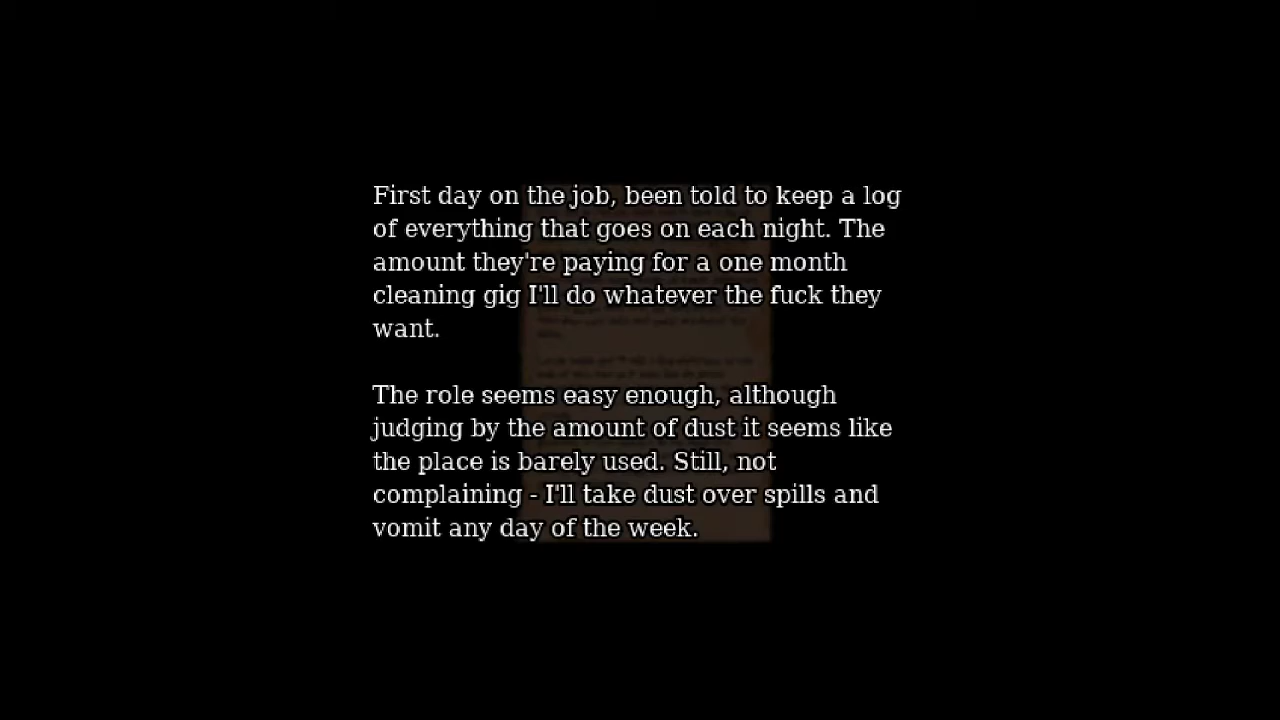 First day on the job, been told to keep a log
of everything that goes on each night. The
amount they're paying for a one month
cleaning gig I'll do whatever the fuck they
want.
The role seems easy enough, although
judging by the amount of dust it seems like
the place is barely used. Still, not
complaining - I'll take dust over spills and
vomit any day of the week.